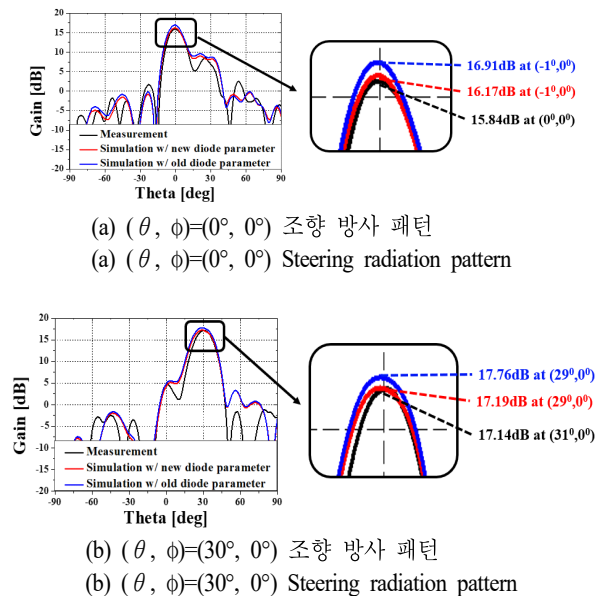 20
15
10
5
0
-5
-10
-15
-20
Gain [dB]
Measurement
Simulation w/ new diode parameter
Simulation w/ old diode parameter
-90 -60 -30 0 30 60 90
Theta [deg]
16.91dB at (-1⁰,0⁰)
16.17dB at (-1⁰,0⁰)
15.84dB at (0⁰,0⁰)
(a) (θ, ϕ)=(0°, 0°) 조향 방사 패턴
(a) (θ, ϕ)=(0°, 0°) Steering radiation pattern
20
15
10
5
0
-5
-10
-15
-20
Gain [dB]
Measurement
Simulation w/ new diode parameter
Simulation w/ old diode parameter
-90 -60 -30 0 30 60 90
Theta [deg]
17.76dB at (29⁰,0⁰)
17.19dB at (29⁰,0⁰)
17.14dB at (31⁰,0⁰)
(b) (θ, ϕ)=(30°, 0°) 조향 방사 패턴
(b) (θ, ϕ)=(30°, 0°) Steering radiation pattern